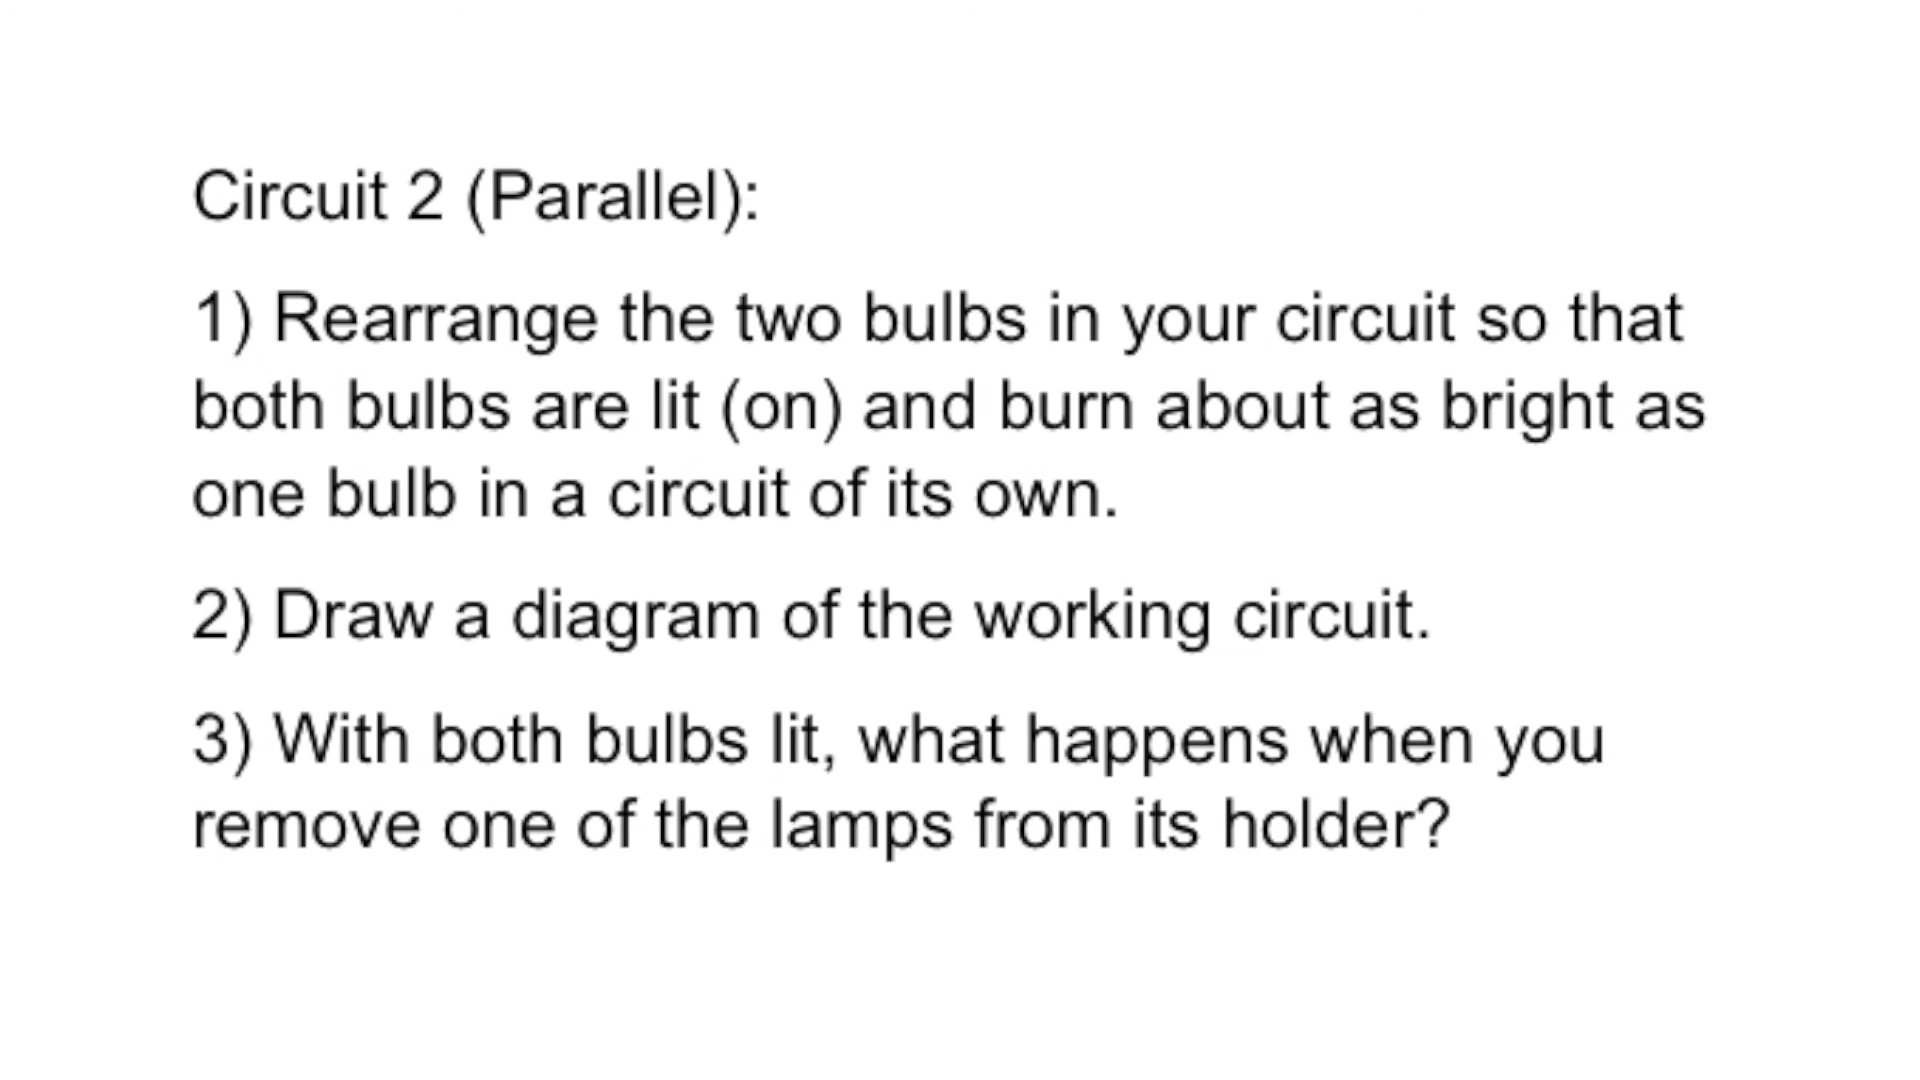 Circuit 2 (Parallel):
1) Rearrange the two bulbs in your circuit so that
both bulbs are lit (on) and burn about as bright as
one bulb in a circuit of its own.
2) Draw a diagram of the working circuit.
3) With both bulbs lit, what happens when you
remove one of the lamps from its holder?